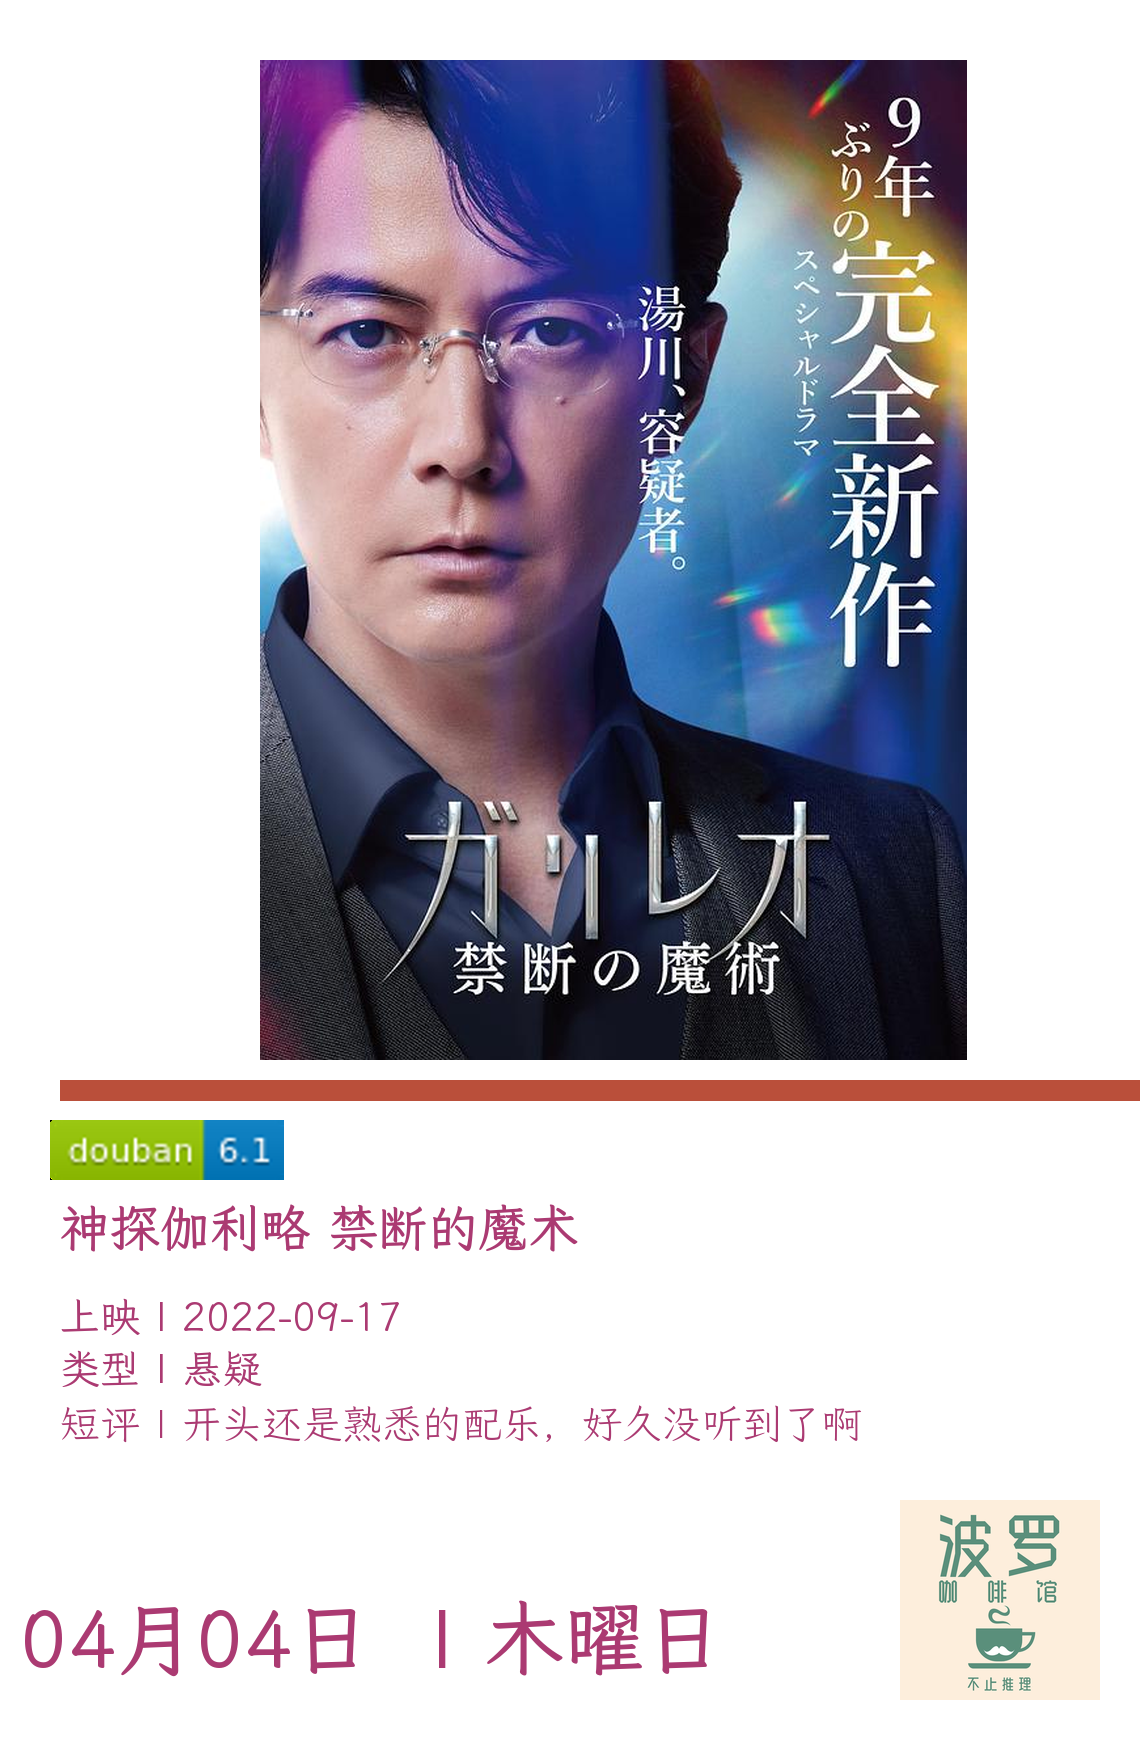 9年
ぶりの
完全新作
スペシャルドラマ
湯川、容疑者。
ガリレオ
禁断の魔術
douban 6.1
神探伽利略 禁断的魔术
上映 | 2022-09-17
类型 | 悬疑
短评 | 开头还是熟悉的配乐，好久没听到了啊
04月04日 | 木曜日
波罗
咖啡馆
不止推理